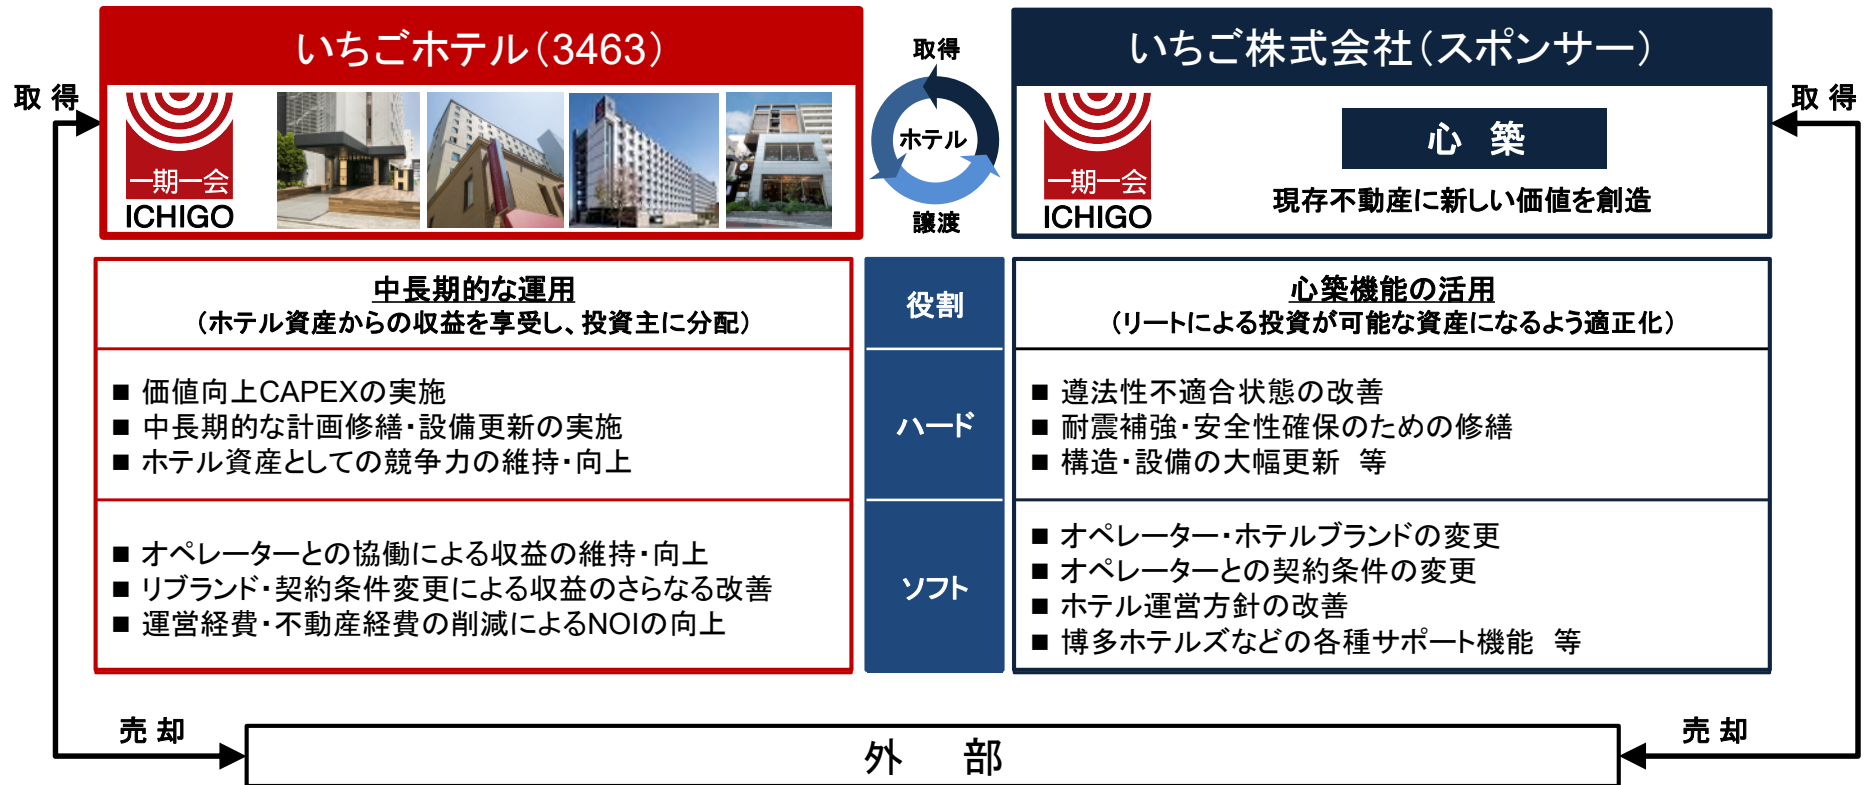 いちごホテル(3463)
取得
いちご株式会社(スポンサー)
取 得
一期一会
ICHIGO
ホテル
譲渡
一期一会
ICHIGO
心 築
現存不動産に新しい価値を創造
取 得
中長期的な運用
(ホテル資産からの収益を享受し、投資主に分配)
役割
心築機能の活用
(リートによる投資が可能な資産になるよう適正化)
■ 価値向上CAPEXの実施
■ 中長期的な計画修繕・設備更新の実施
■ ホテル資産としての競争力の維持・向上
ハード
■ 遵法性不適合状態の改善
■ 耐震補強・安全性確保のための修繕
■ 構造・設備の大幅更新 等
■ オペレーターとの協働による収益の維持・向上
■ リブランド・契約条件変更による収益のさらなる改善
■ 運営経費・不動産経費の削減によるNOIの向上
ソフト
■ オペレーター・ホテルブランドの変更
■ オペレーターとの契約条件の変更
■ ホテル運営方針の改善
■ 博多ホテルズなどの各種サポート機能 等
売 却
外 部
売 却